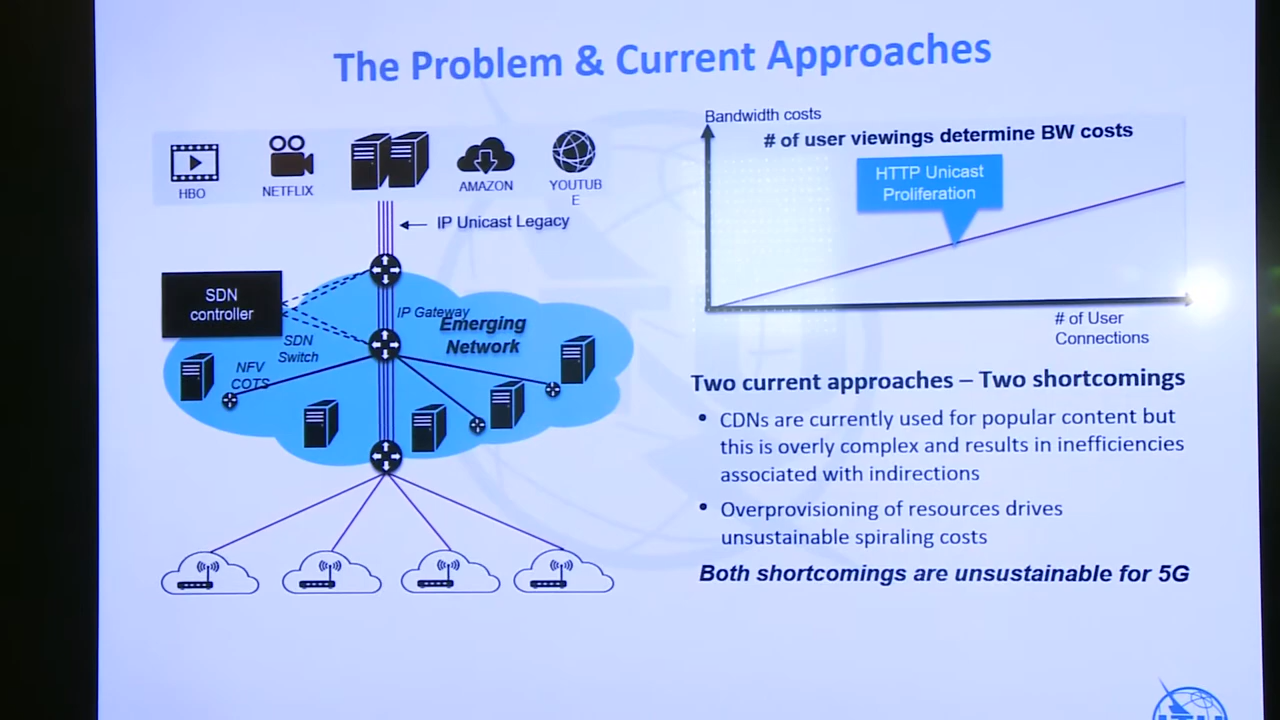 The Problem & Current Approaches
HBO
NETFLIX
AMAZON
YOUTUB
E
IP Unicast Legacy
SDN
controller
IP Gateway
Emerging
Network
SDN
Switch
NFV
COTS
Bandwidth costs
# of user viewings determine BW costs
HTTP Unicast
Proliferation
# of User
Connections
Two current approaches – Two shortcomings
• CDNs are currently used for popular content but
this is overly complex and results in inefficiencies
associated with indirections
• Overprovisioning of resources drives
unsustainable spiraling costs
Both shortcomings are unsustainable for 5G